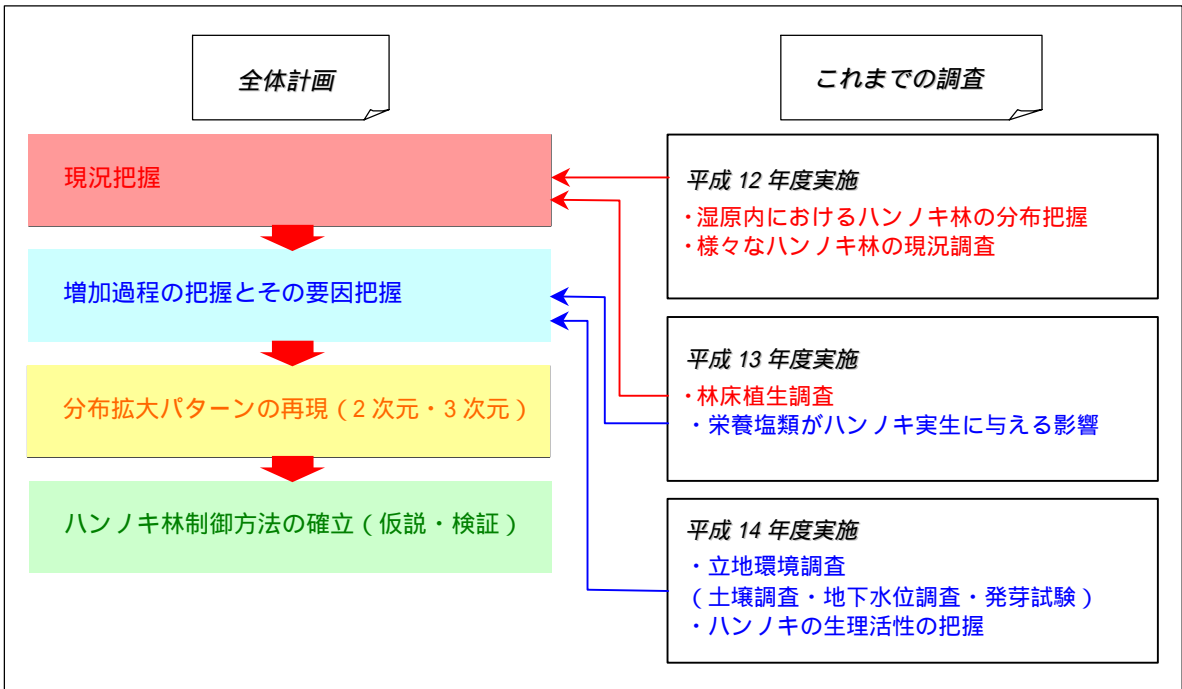 全体計画
現況把握
増加過程の把握とその要因把握
分布拡大パターンの再現（2次元・3次元）
ハンノキ林制御方法の確立（仮説・検証）
これまでの調査
平成 12 年度実施
・湿原内におけるハンノキ林の分布把握
・様々なハンノキ林の現況調査
平成 13 年度実施
・林床植生調査
・栄養塩類がハンノキ実生に与える影響
平成 14 年度実施
・立地環境調査
（土壌調査・地下水位調査・発芽試験）
・ハンノキの生理活性の把握